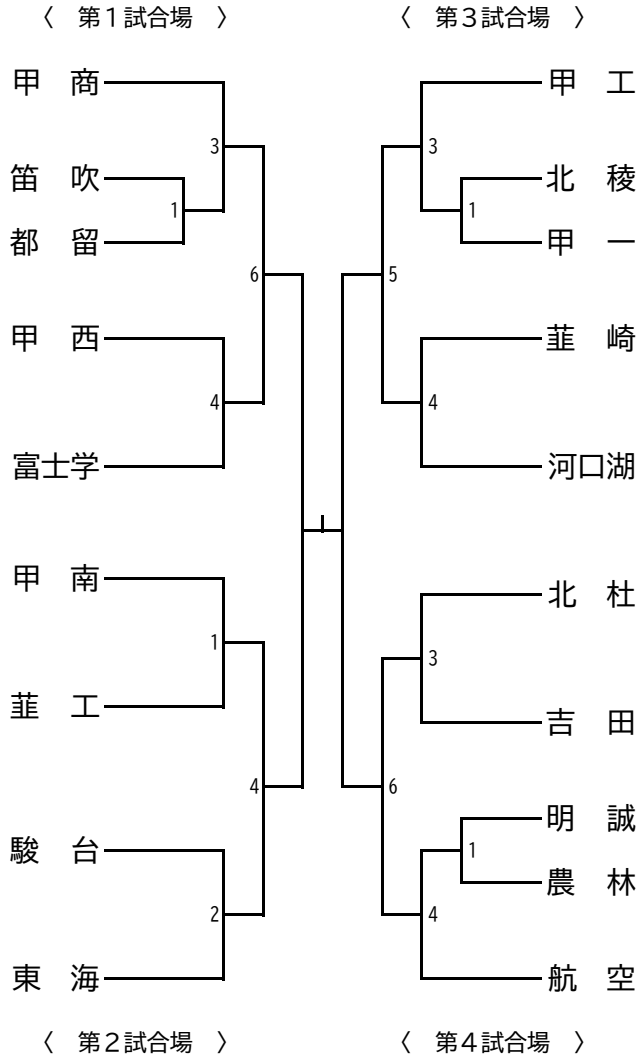 〈　第１試合場　〉
甲　商
3
笛　吹
1
都　留
6
甲　西
4
富士学
甲　南
1
韮　工
4
駿　台
2
東　海
〈　第２試合場　〉
〈　第３試合場　〉
甲　工
3
北　稜
1
甲　一
5
韮　崎
4
河口湖
北　杜
3
吉　田
6
明　誠
1
農　林
4
航　空
〈　第４試合場　〉